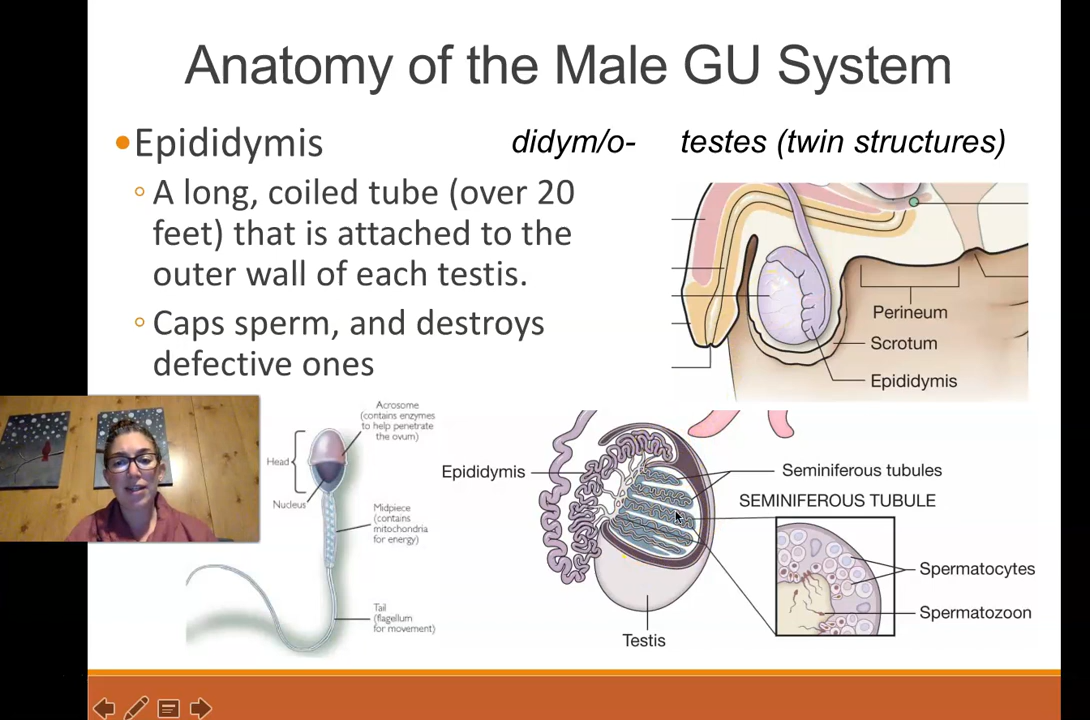 Anatomy of the Male GU System
•Epididymis
didym/o- testes (twin structures)
◦A long, coiled tube (over 20
feet) that is attached to the
outer wall of each testis.
◦Caps sperm, and destroys
defective ones
Perineum
Scrotum
Epididymis
Acrosome
(contains enzymes
to help penetrate
the ovum)
Head
Nucleus
Midpiece
(contains
mitochondria
for energy)
Tail
(flagellum
for movement)
Epididymis
Seminiferous tubules
SEMINIFEROUS TUBULE
Spermatocytes
Spermatozoon
Testis